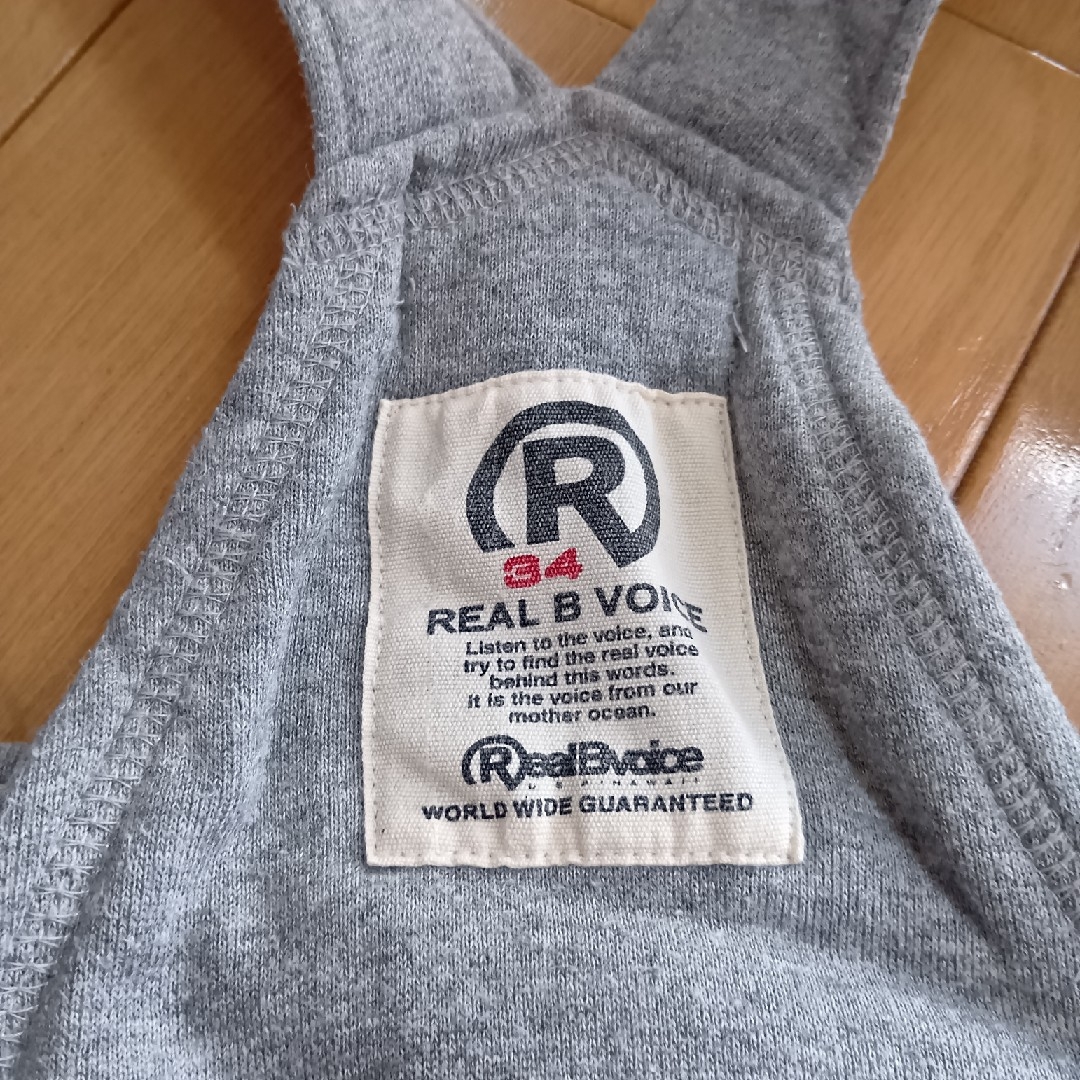 R
34
REAL B VOICE
Listen to the voice, and
try to find the real voice
behind this words.
It is the voice from our
mother ocean.
RealBvoice
HAWAII
WORLD WIDE GUARANTEED